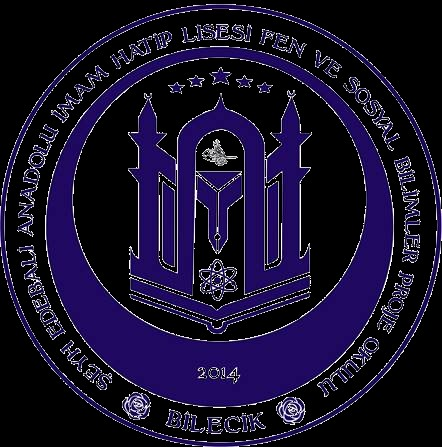 ŞEYH EDEBALİ ANADOLU İMAM HATİP LİSESİ FEN VE SOSYAL BİLİMLER PROJE OKULU
2014
BİLECİK